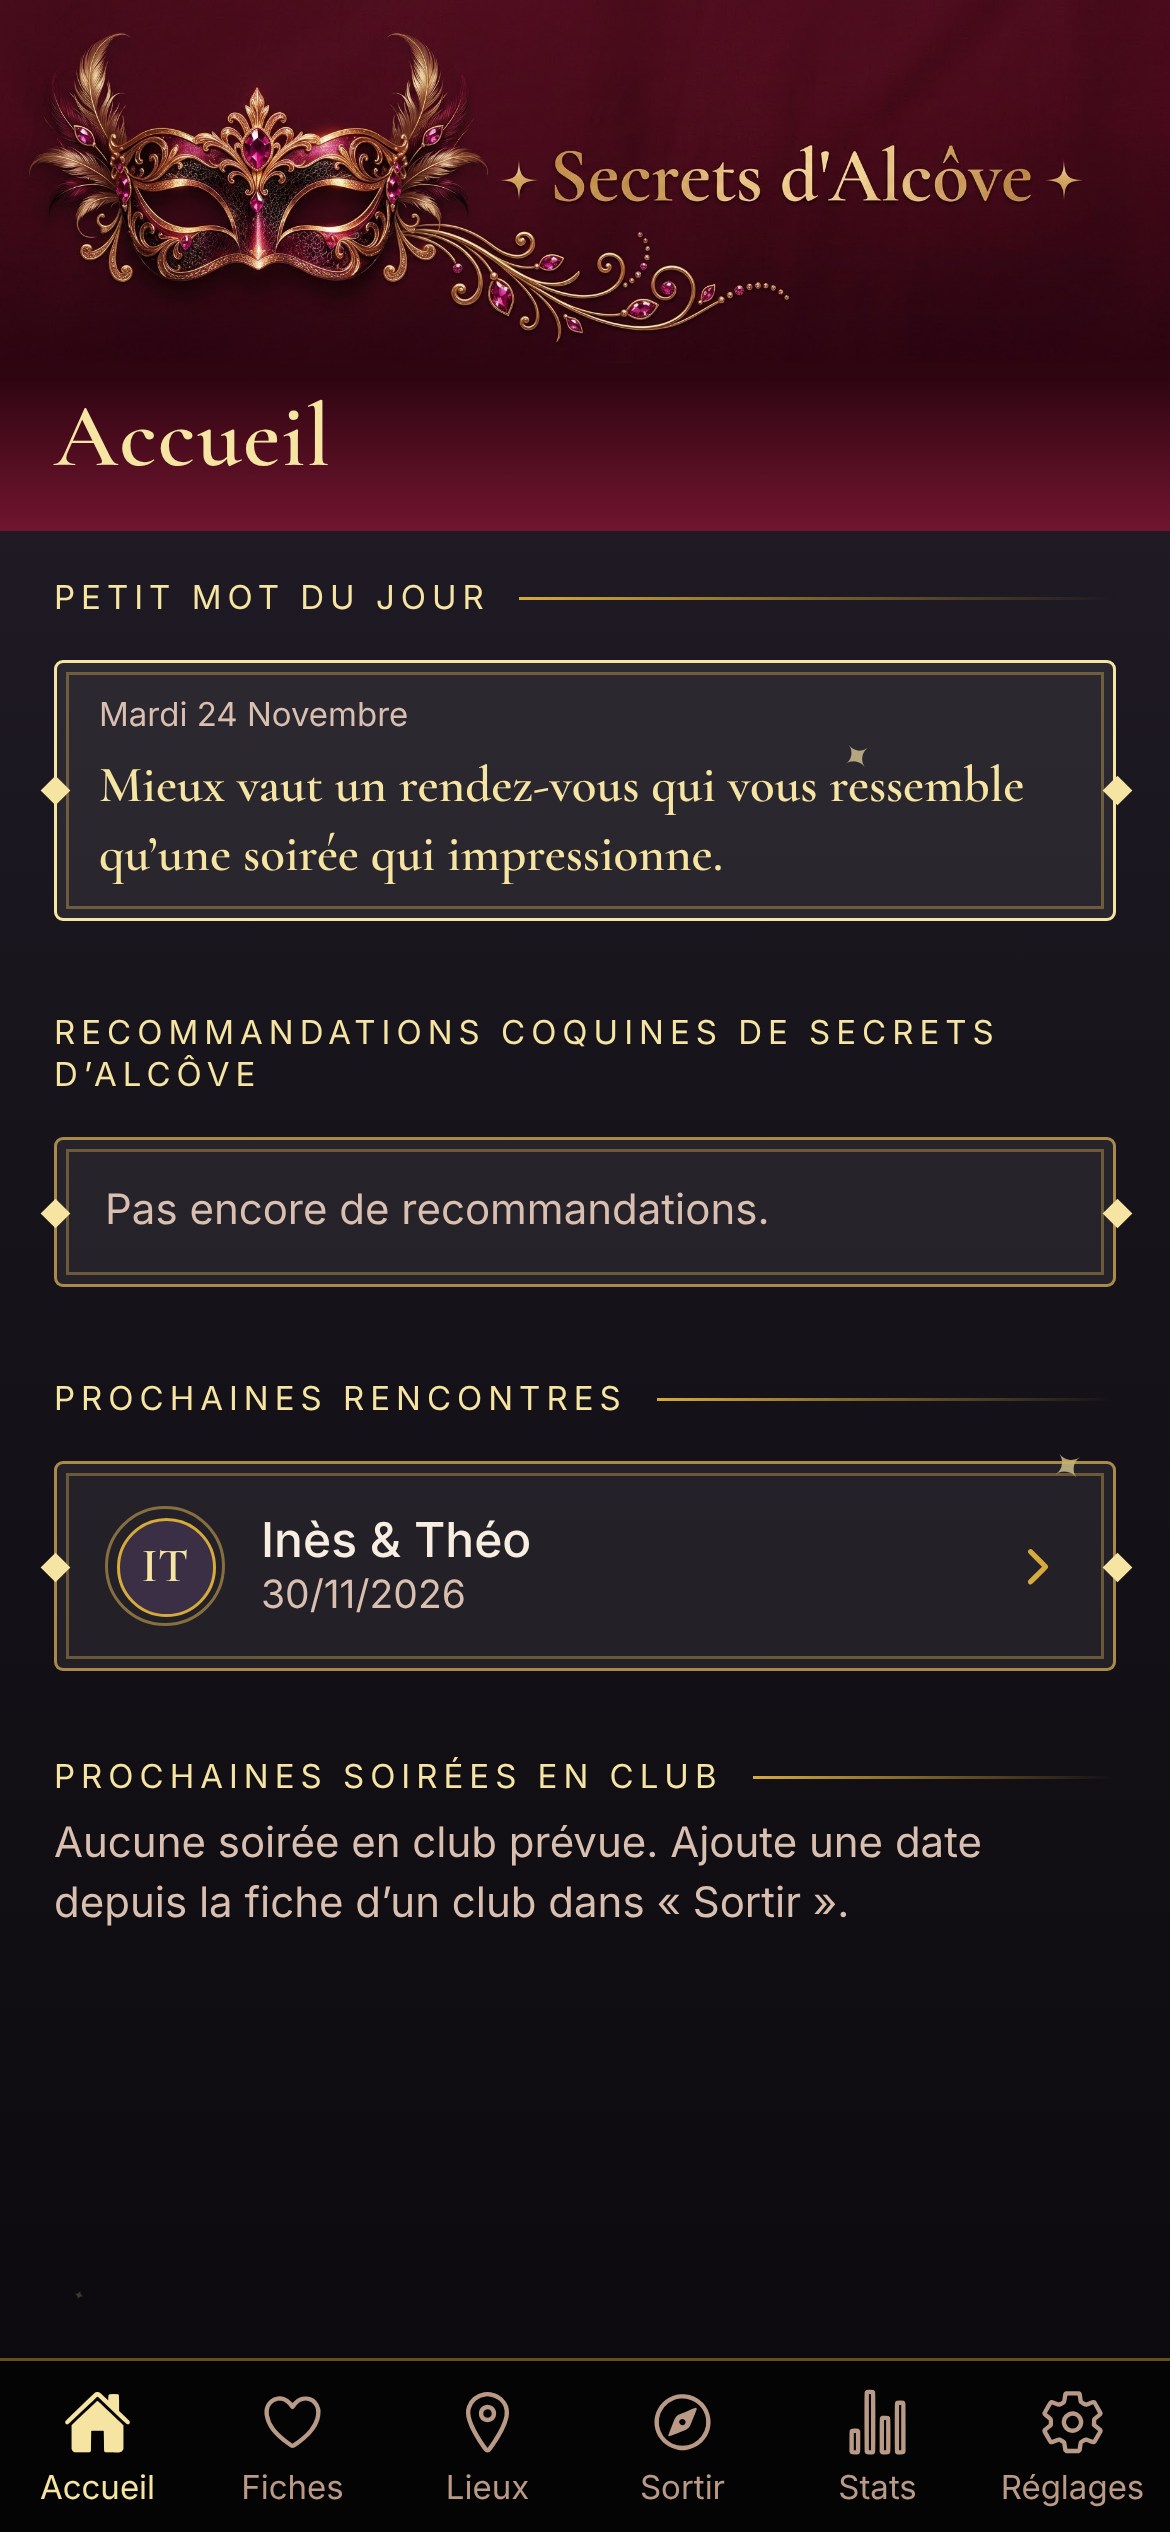 Secrets d'Alcôve
Accueil
PETIT MOT DU JOUR
Mardi 24 Novembre
Mieux vaut un rendez-vous qui vous ressemble
qu’une soirée qui impressionne.
RECOMMANDATIONS COQUINES DE SECRETS
D’ALCÔVE
Pas encore de recommandations.
PROCHAINES RENCONTRES
IT
Inès & Théo
30/11/2026
PROCHAINES SOIRÉES EN CLUB
Aucune soirée en club prévue. Ajoute une date
depuis la fiche d’un club dans « Sortir ».
Accueil
Fiches
Lieux
Sortir
Stats
Réglages